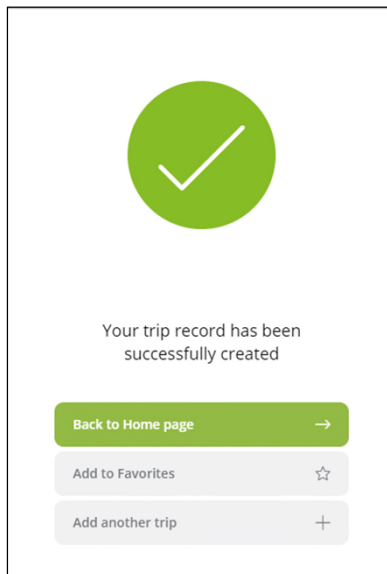 Your trip record has been
successfully created
Back to Home page
Add to Favorites
Add another trip